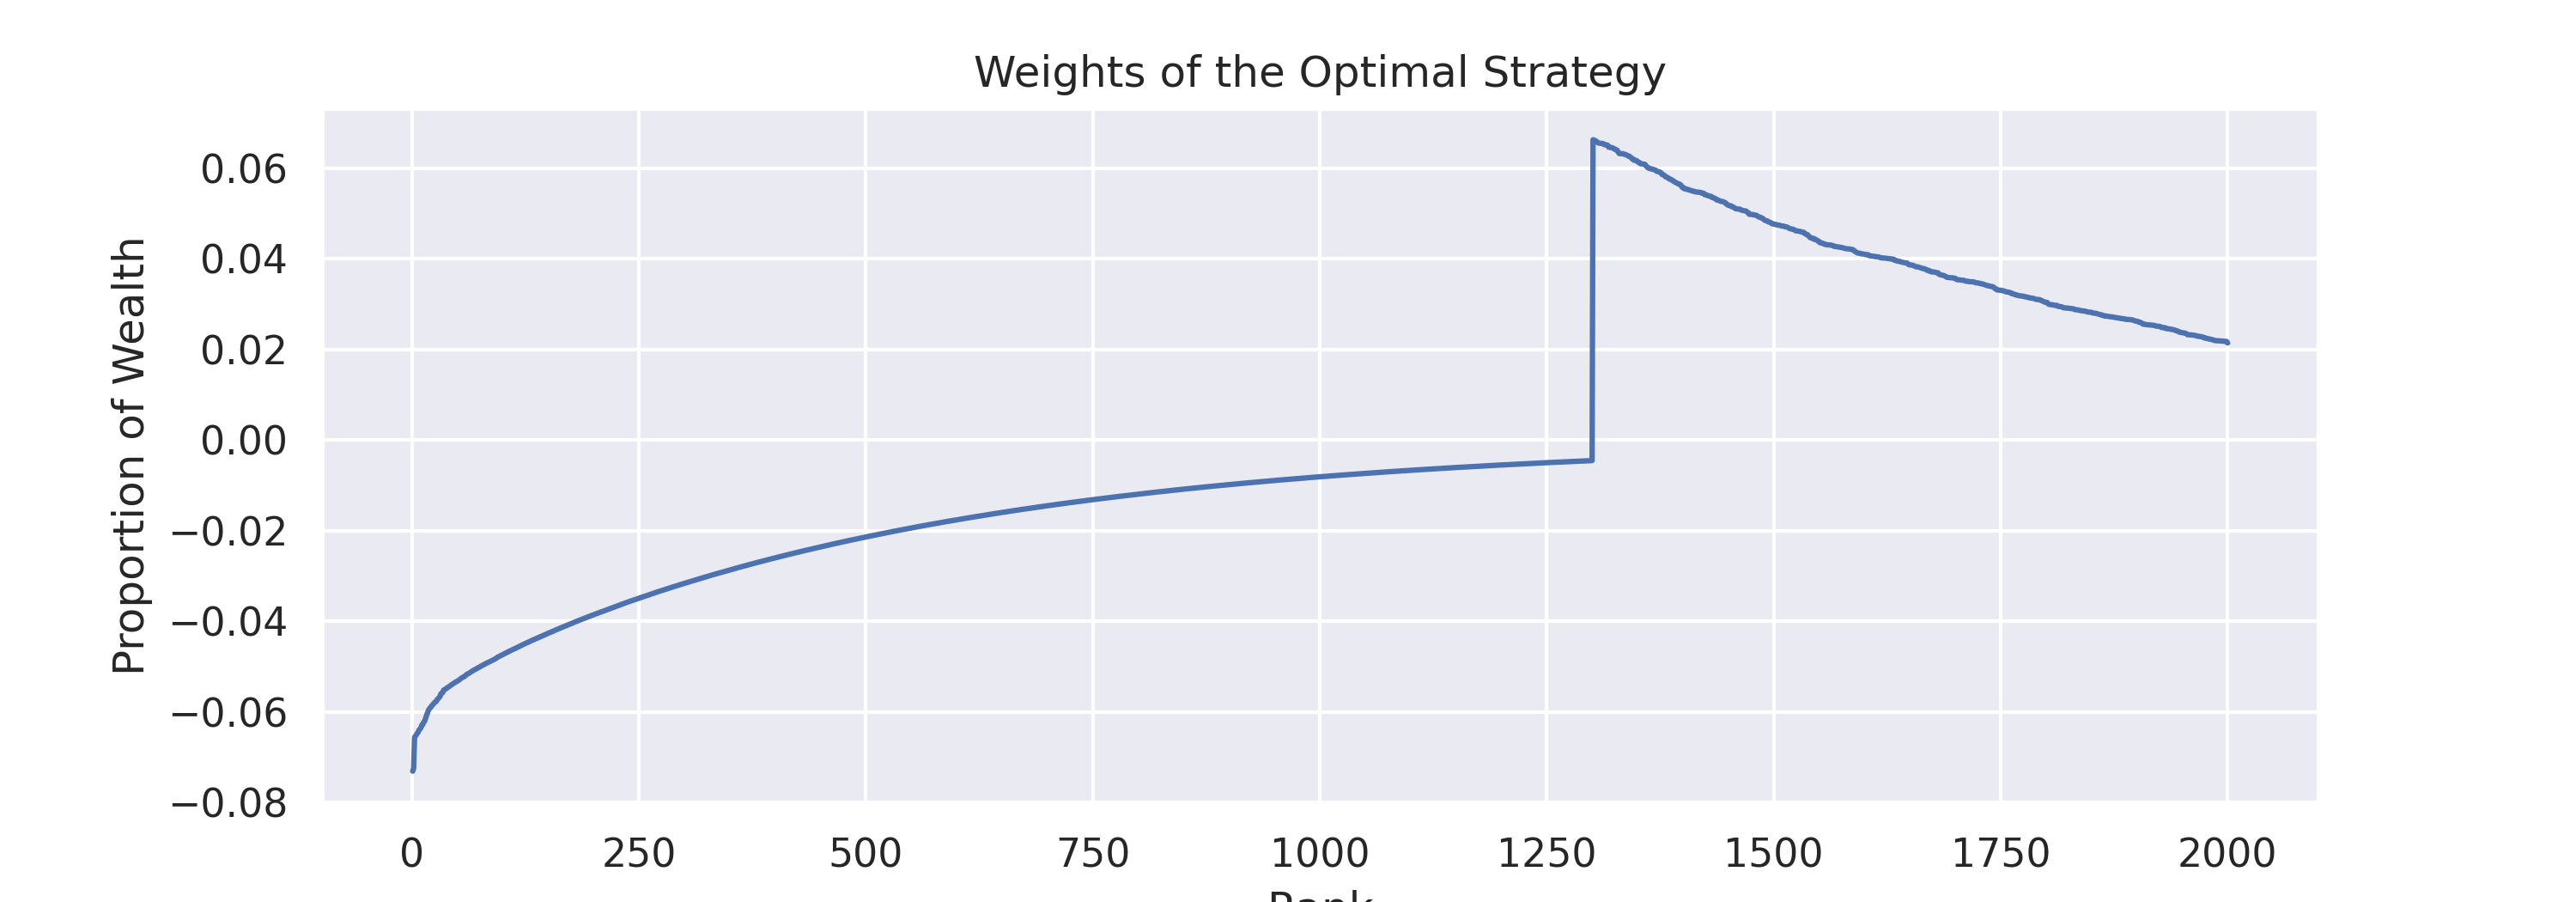 Weights of the Optimal Strategy
Proportion of Wealth
0.06
0.04
0.02
0.00
−0.02
−0.04
−0.06
−0.08
0 250 500 750 1000 1250 1500 1750 2000
Rank